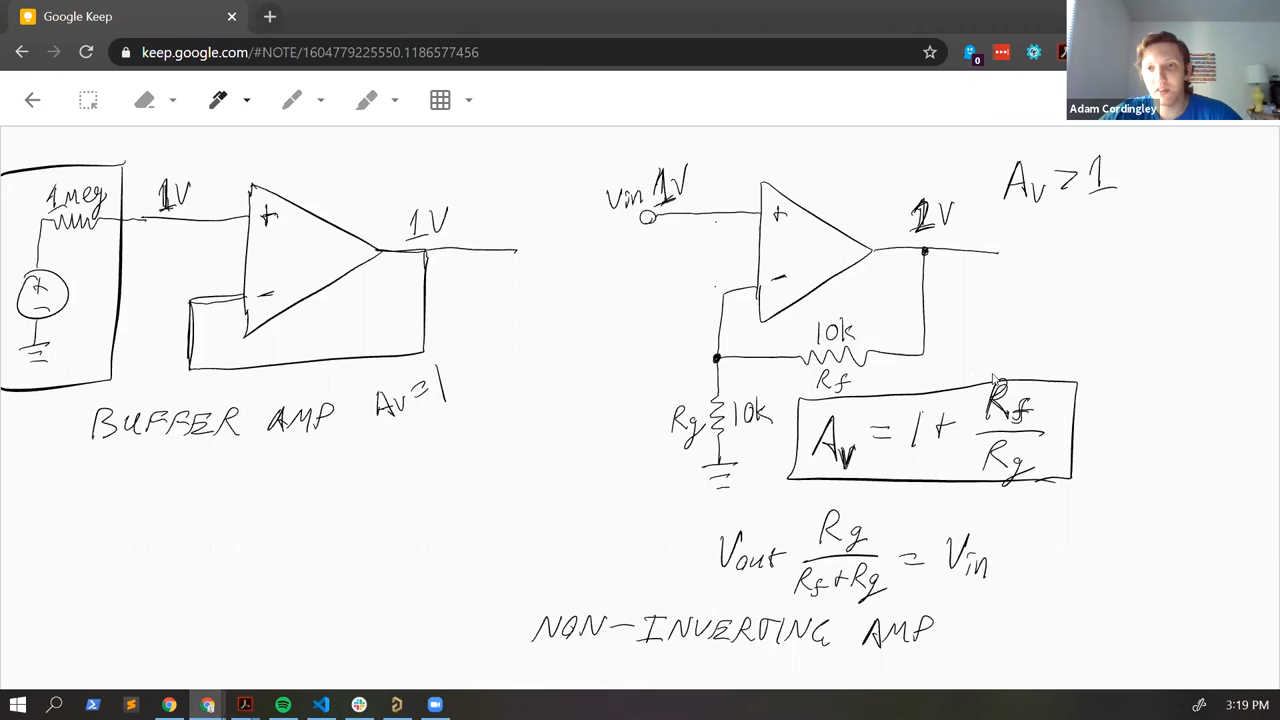 Google Keep
keep.google.com/#NOTE/1604779225550.1186577456
0
Adam Cordingley
1meg
1V
+
-
1V
+
-
BUFFER AMP Av=1
Vin 1V
+
-
V
Av > 1
10k
Rf
Rg 10k
Av = 1 + Rf/Rg
Vout Rg/(Rf+Rg) = Vin
NON-INVERTING AMP
3:19 PM